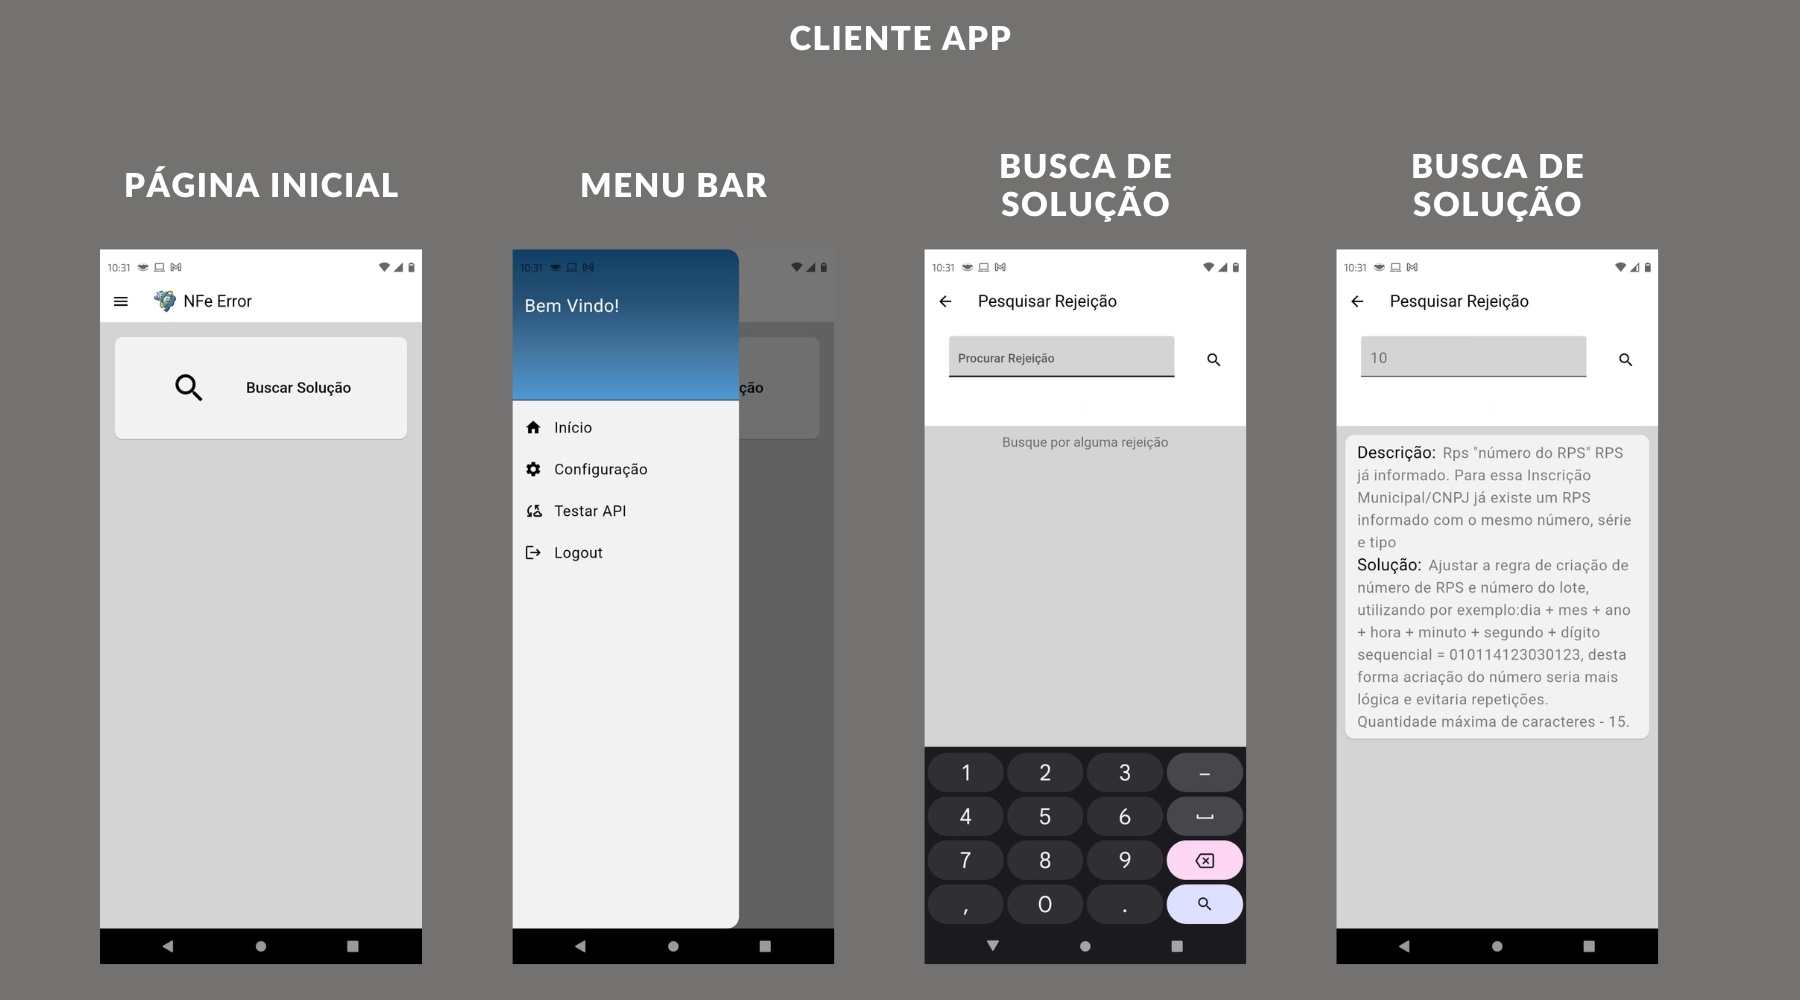 CLIENTE APP
PÁGINA INICIAL
10:31
NFe Error
Buscar Solução
MENU BAR
10:31
Bem Vindo!
ção
Início
Configuração
Testar API
Logout
BUSCA DE
SOLUÇÃO
10:31
Pesquisar Rejeição
Procurar Rejeição
Busque por alguma rejeição
1 2 3 –
4 5 6
7 8 9
, 0 .
BUSCA DE
SOLUÇÃO
10:31
Pesquisar Rejeição
10
Descrição: Rps "número do RPS" RPS
já informado. Para essa Inscrição
Municipal/CNPJ já existe um RPS
informado com o mesmo número, série
e tipo
Solução: Ajustar a regra de criação de
número de RPS e número do lote,
utilizando por exemplo:dia + mes + ano
+ hora + minuto + segundo + dígito
sequencial = 010114123030123, desta
forma acriação do número seria mais
lógica e evitaria repetições.
Quantidade máxima de caracteres - 15.